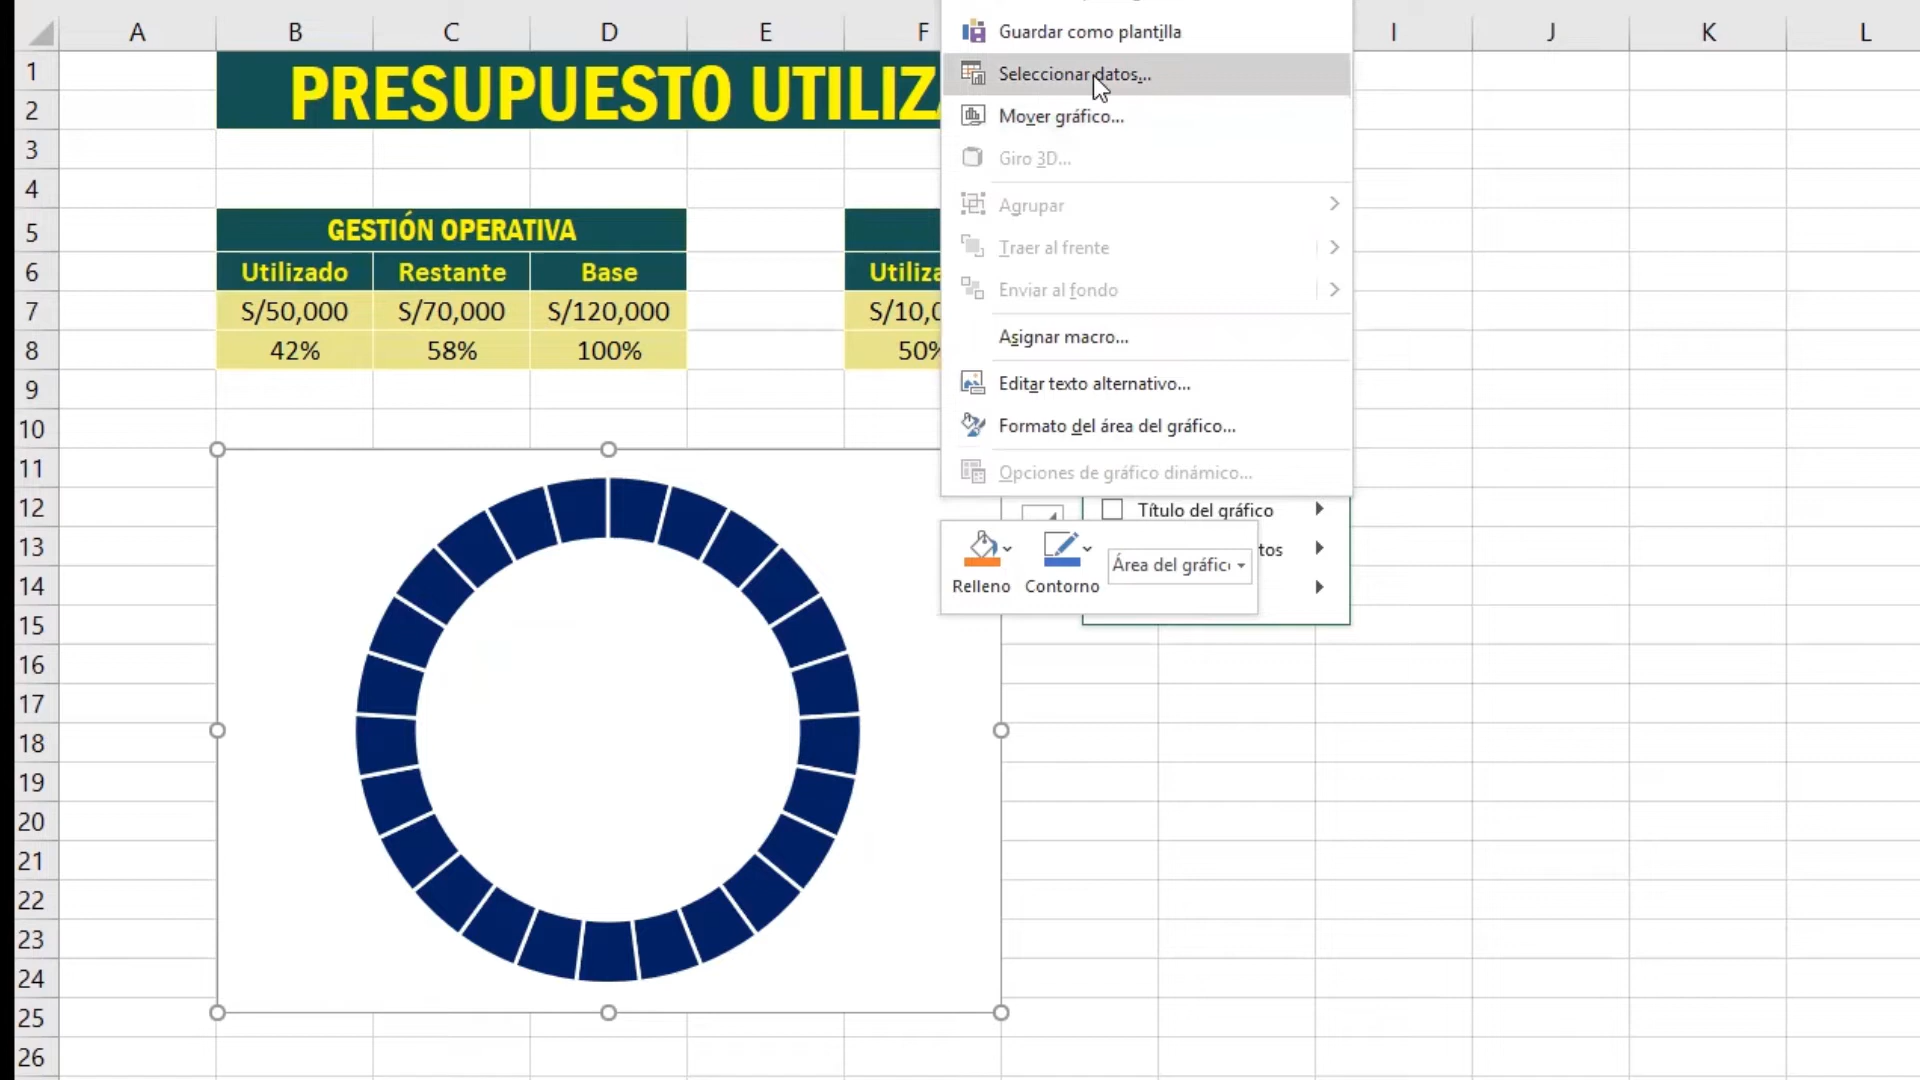 A B C D E F I J K L
Guardar como plantilla
1 PRESUPUESTO UTILIZ
Seleccionar datos...
2
Mover gráfico...
3
Giro 3D...
4
Agrupar
5 GESTIÓN OPERATIVA
Traer al frente
6 Utilizado Restante Base Utiliza
Enviar al fondo
7 S/50,000 S/70,000 S/120,000 S/10,0
Asignar macro...
8 42% 58% 100% 50%
Editar texto alternativo...
9
10
Formato del área del gráfico...
11
Opciones de gráfico dinámico...
12
Título del gráfico
13
tos
Área del gráfic
14
Relleno Contorno
15
16
17
18
19
20
21
22
23
24
25
26